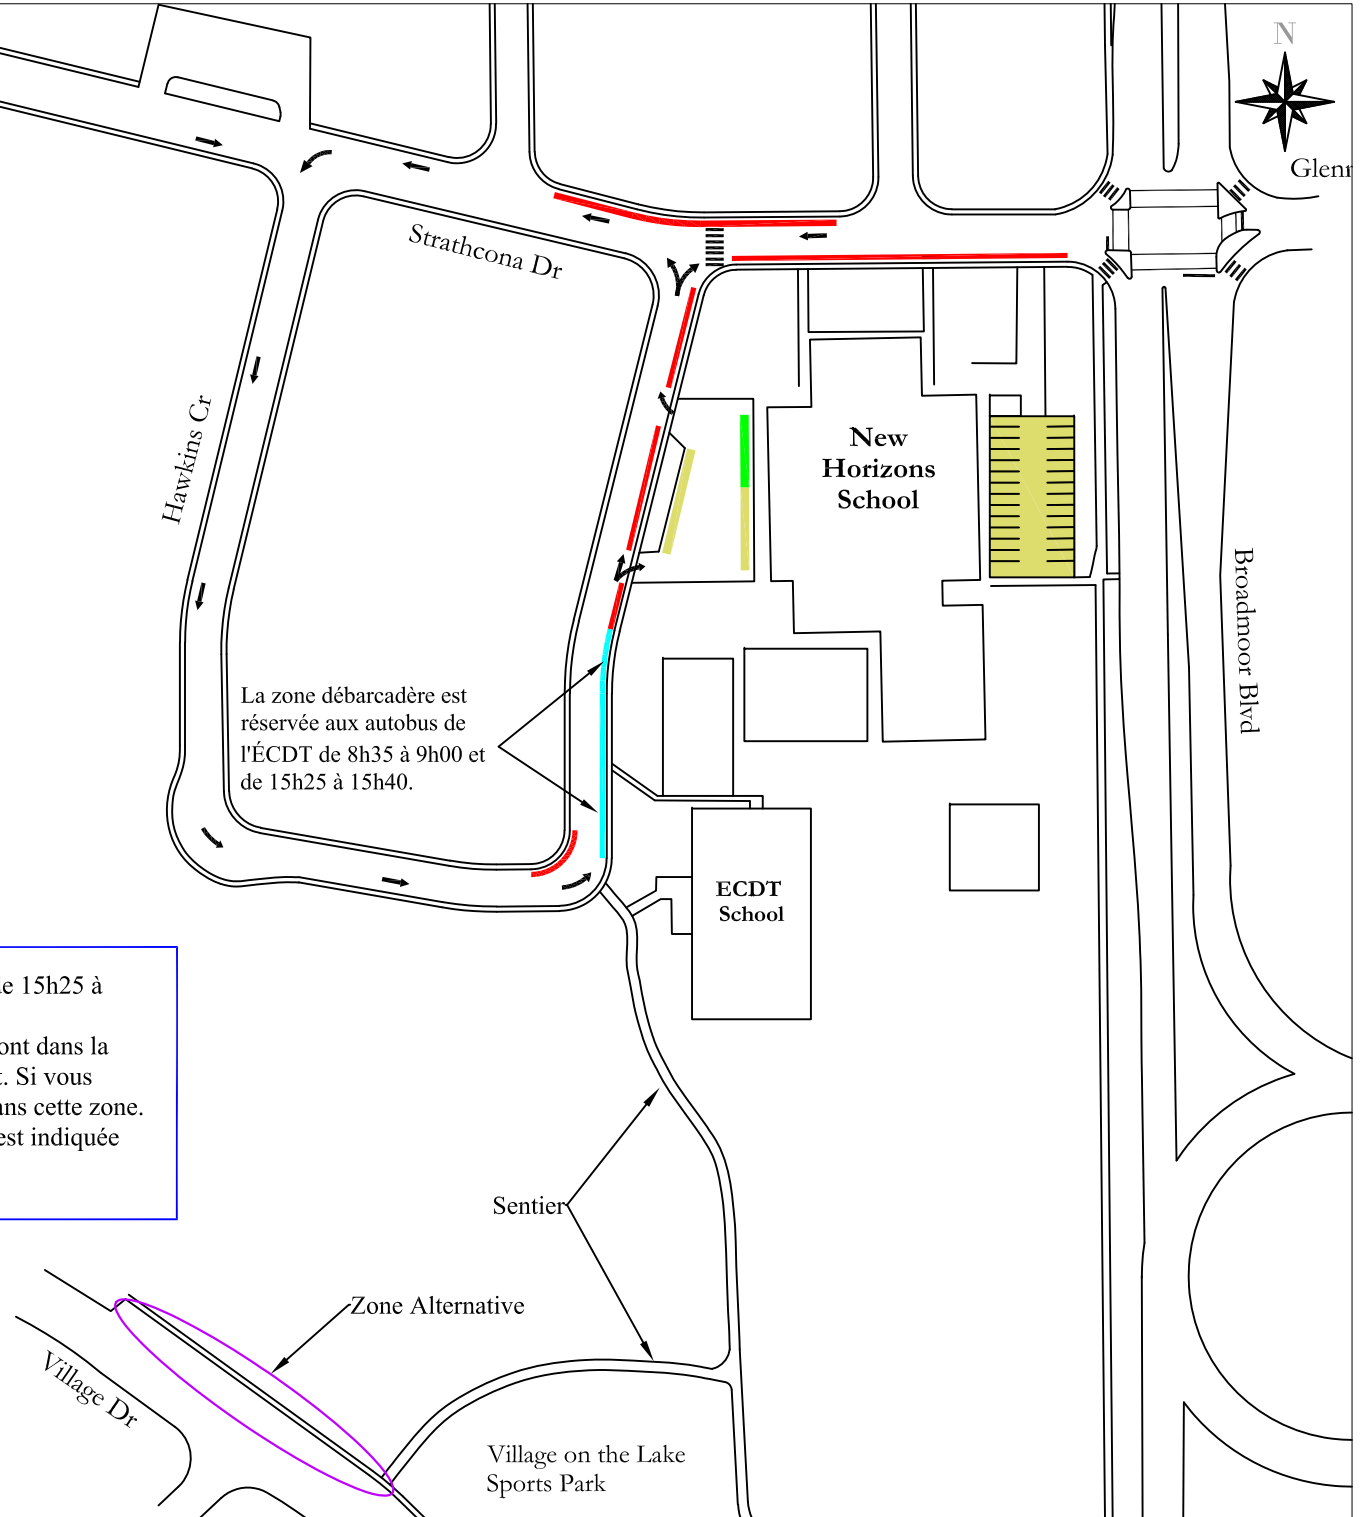 N
Glenr
Strathcona Dr
Hawkins Cr
New
Horizons
School
Broadmoor Blvd
La zone débarcadère est
réservée aux autobus de
l'ÉCDT de 8h35 à 9h00 et
de 15h25 à 15h40.
ECDT
School
de 15h25 à
ont dans la
t. Si vous
ans cette zone.
est indiquée
Sentier
Zone Alternative
Village Dr
Village on the Lake
Sports Park